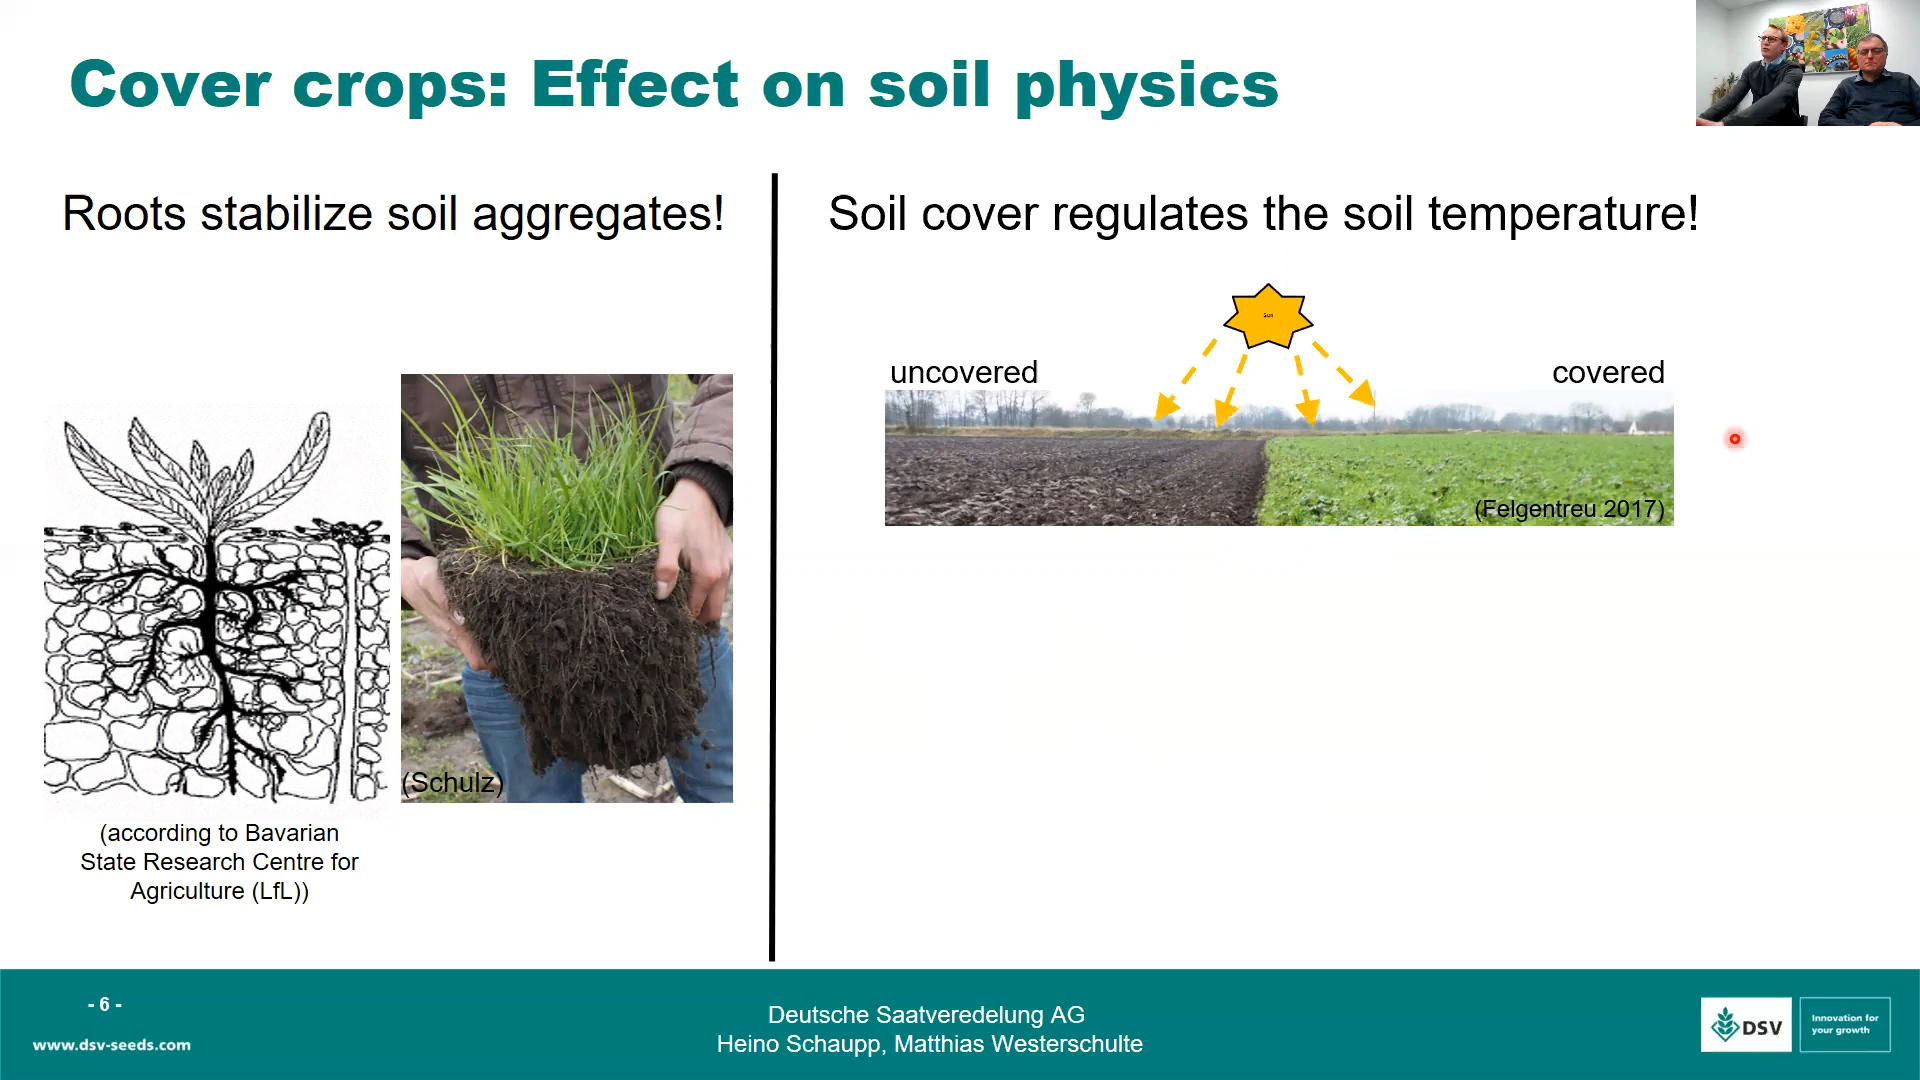 Cover crops: Effect on soil physics
Roots stabilize soil aggregates!
Soil cover regulates the soil temperature!
Sun
uncovered
covered
(Felgentreu 2017)
(Schulz)
(according to Bavarian
State Research Centre for
Agriculture (LfL))
- 6 -
www.dsv-seeds.com
Deutsche Saatveredelung AG
Heino Schaupp, Matthias Westerschulte
DSV
Innovation for
your growth